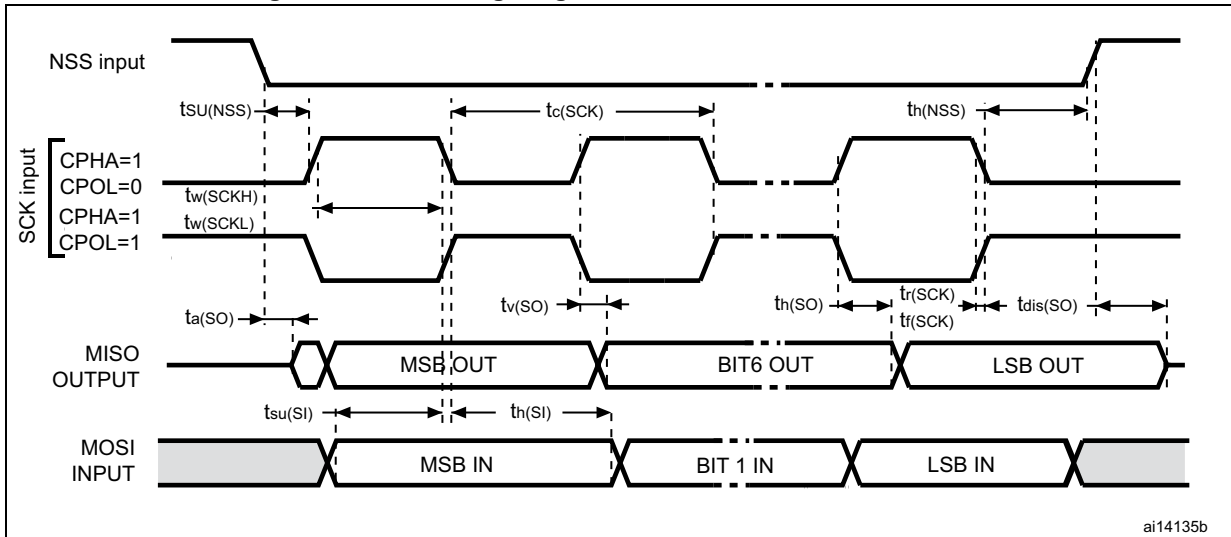 NSS input
tSU(NSS)
tc(SCK)
th(NSS)
SCK input
CPHA=1
CPOL=0
tw(SCKH)
CPHA=1
tw(SCKL)
CPOL=1
ta(SO)
tv(SO)
th(SO)
tr(SCK)
tf(SCK)
tdis(SO)
MISO
OUTPUT
MSB OUT
BIT6 OUT
LSB OUT
tsu(SI)
th(SI)
MOSI
INPUT
MSB IN
BIT 1 IN
LSB IN
ai14135b